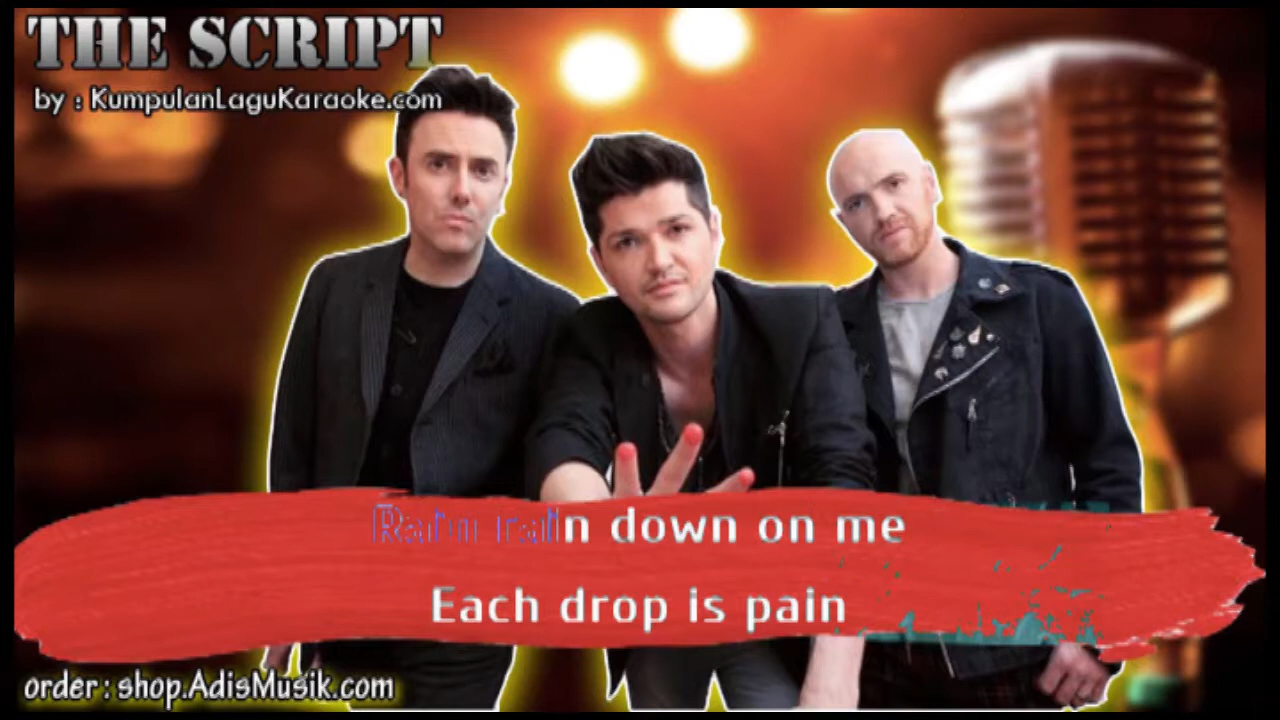 THE SCRIPT
by : KumpulanLaguKaraoke.com
Rain rain down on me
Each drop is pain
order : shop.AdisMusik.com